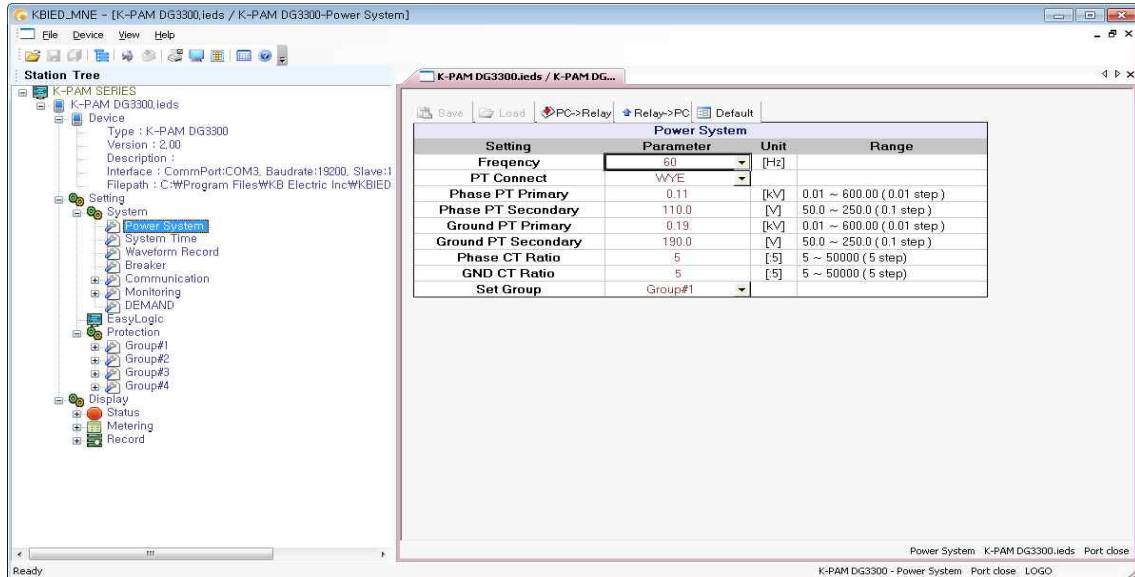 KBIED_MNE - [K-PAM DG3300.ieds / K-PAM DG3300-Power System]
File Device View Help
Station Tree
K-PAM SERIES
K-PAM DG3300.ieds
Device
Type : K-PAM DG3300
Version : 2.00
Description :
Interface : CommPort:COM3, Baudrate:19200, Slave:1
Filepath : C:₩Program Files₩KB Electric Inc₩KBIED
Setting
System
Power System
System Time
Waveform Record
Breaker
Communication
Monitoring
DEMAND
EasyLogic
Protection
Group#1
Group#2
Group#3
Group#4
Display
Status
Metering
Record
K-PAM DG3300.ieds / K-PAM DG...
Save Load PC->Relay Relay->PC Default
Power System
Setting Parameter Unit Range
Freqency 60 [Hz]
PT Connect WYE
Phase PT Primary 0.11 [kV] 0.01 ~ 600.00 ( 0.01 step )
Phase PT Secondary 110.0 [V] 50.0 ~ 250.0 ( 0.1 step )
Ground PT Primary 0.19 [kV] 0.01 ~ 600.00 ( 0.01 step )
Ground PT Secondary 190.0 [V] 50.0 ~ 250.0 ( 0.1 step )
Phase CT Ratio 5 [:5] 5 ~ 50000 ( 5 step)
GND CT Ratio 5 [:5] 5 ~ 50000 ( 5 step)
Set Group Group#1
Power System K-PAM DG3300.ieds Port close
Ready K-PAM DG3300 - Power System Port close LOGO